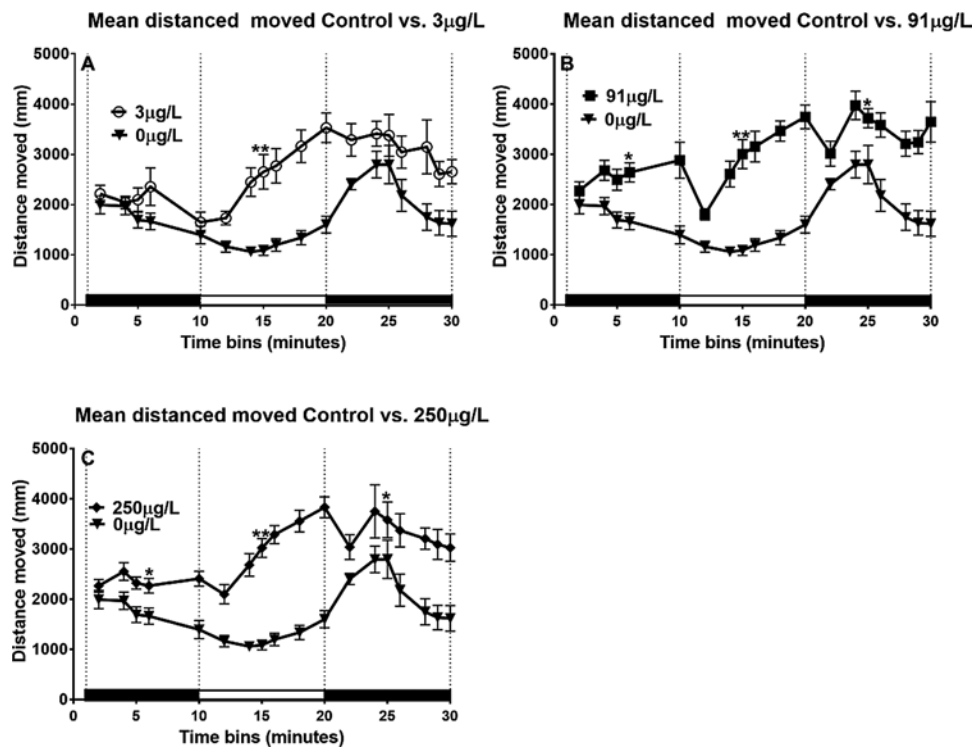 Mean distanced moved Control vs. 3µg/L
A
3µg/L
0µg/L
**
Distance moved (mm)
5000
4000
3000
2000
1000
0
0 5 10 15 20 25 30
Time bins (minutes)
Mean distanced moved Control vs. 91µg/L
B
91µg/L
0µg/L
*
**
*
Distance moved (mm)
5000
4000
3000
2000
1000
0
0 5 10 15 20 25 30
Time bins (minutes)
Mean distanced moved Control vs. 250µg/L
C
250µg/L
0µg/L
*
**
*
Distance moved (mm)
5000
4000
3000
2000
1000
0
0 5 10 15 20 25 30
Time bins (minutes)